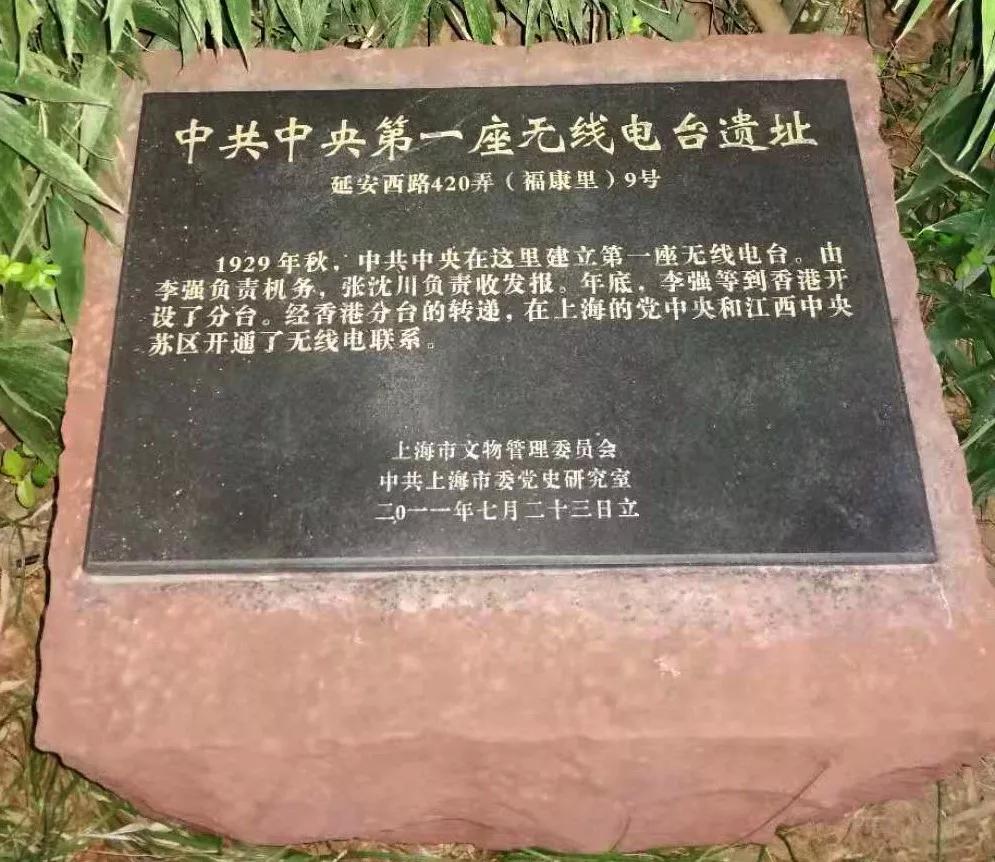 中共中央第一座无线电台遗址
延安西路420弄（福康里）9号
1929年秋，中共中央在这里建立第一座无线电台。由
李强负责机务，张沈川负责收发报。年底，李强等到香港开
设了分台。经香港分台的转递，在上海的党中央和江西中央
苏区开通了无线电联系。
上海市文物管理委员会
中共上海市委党史研究室
二0一一年七月二十三日立